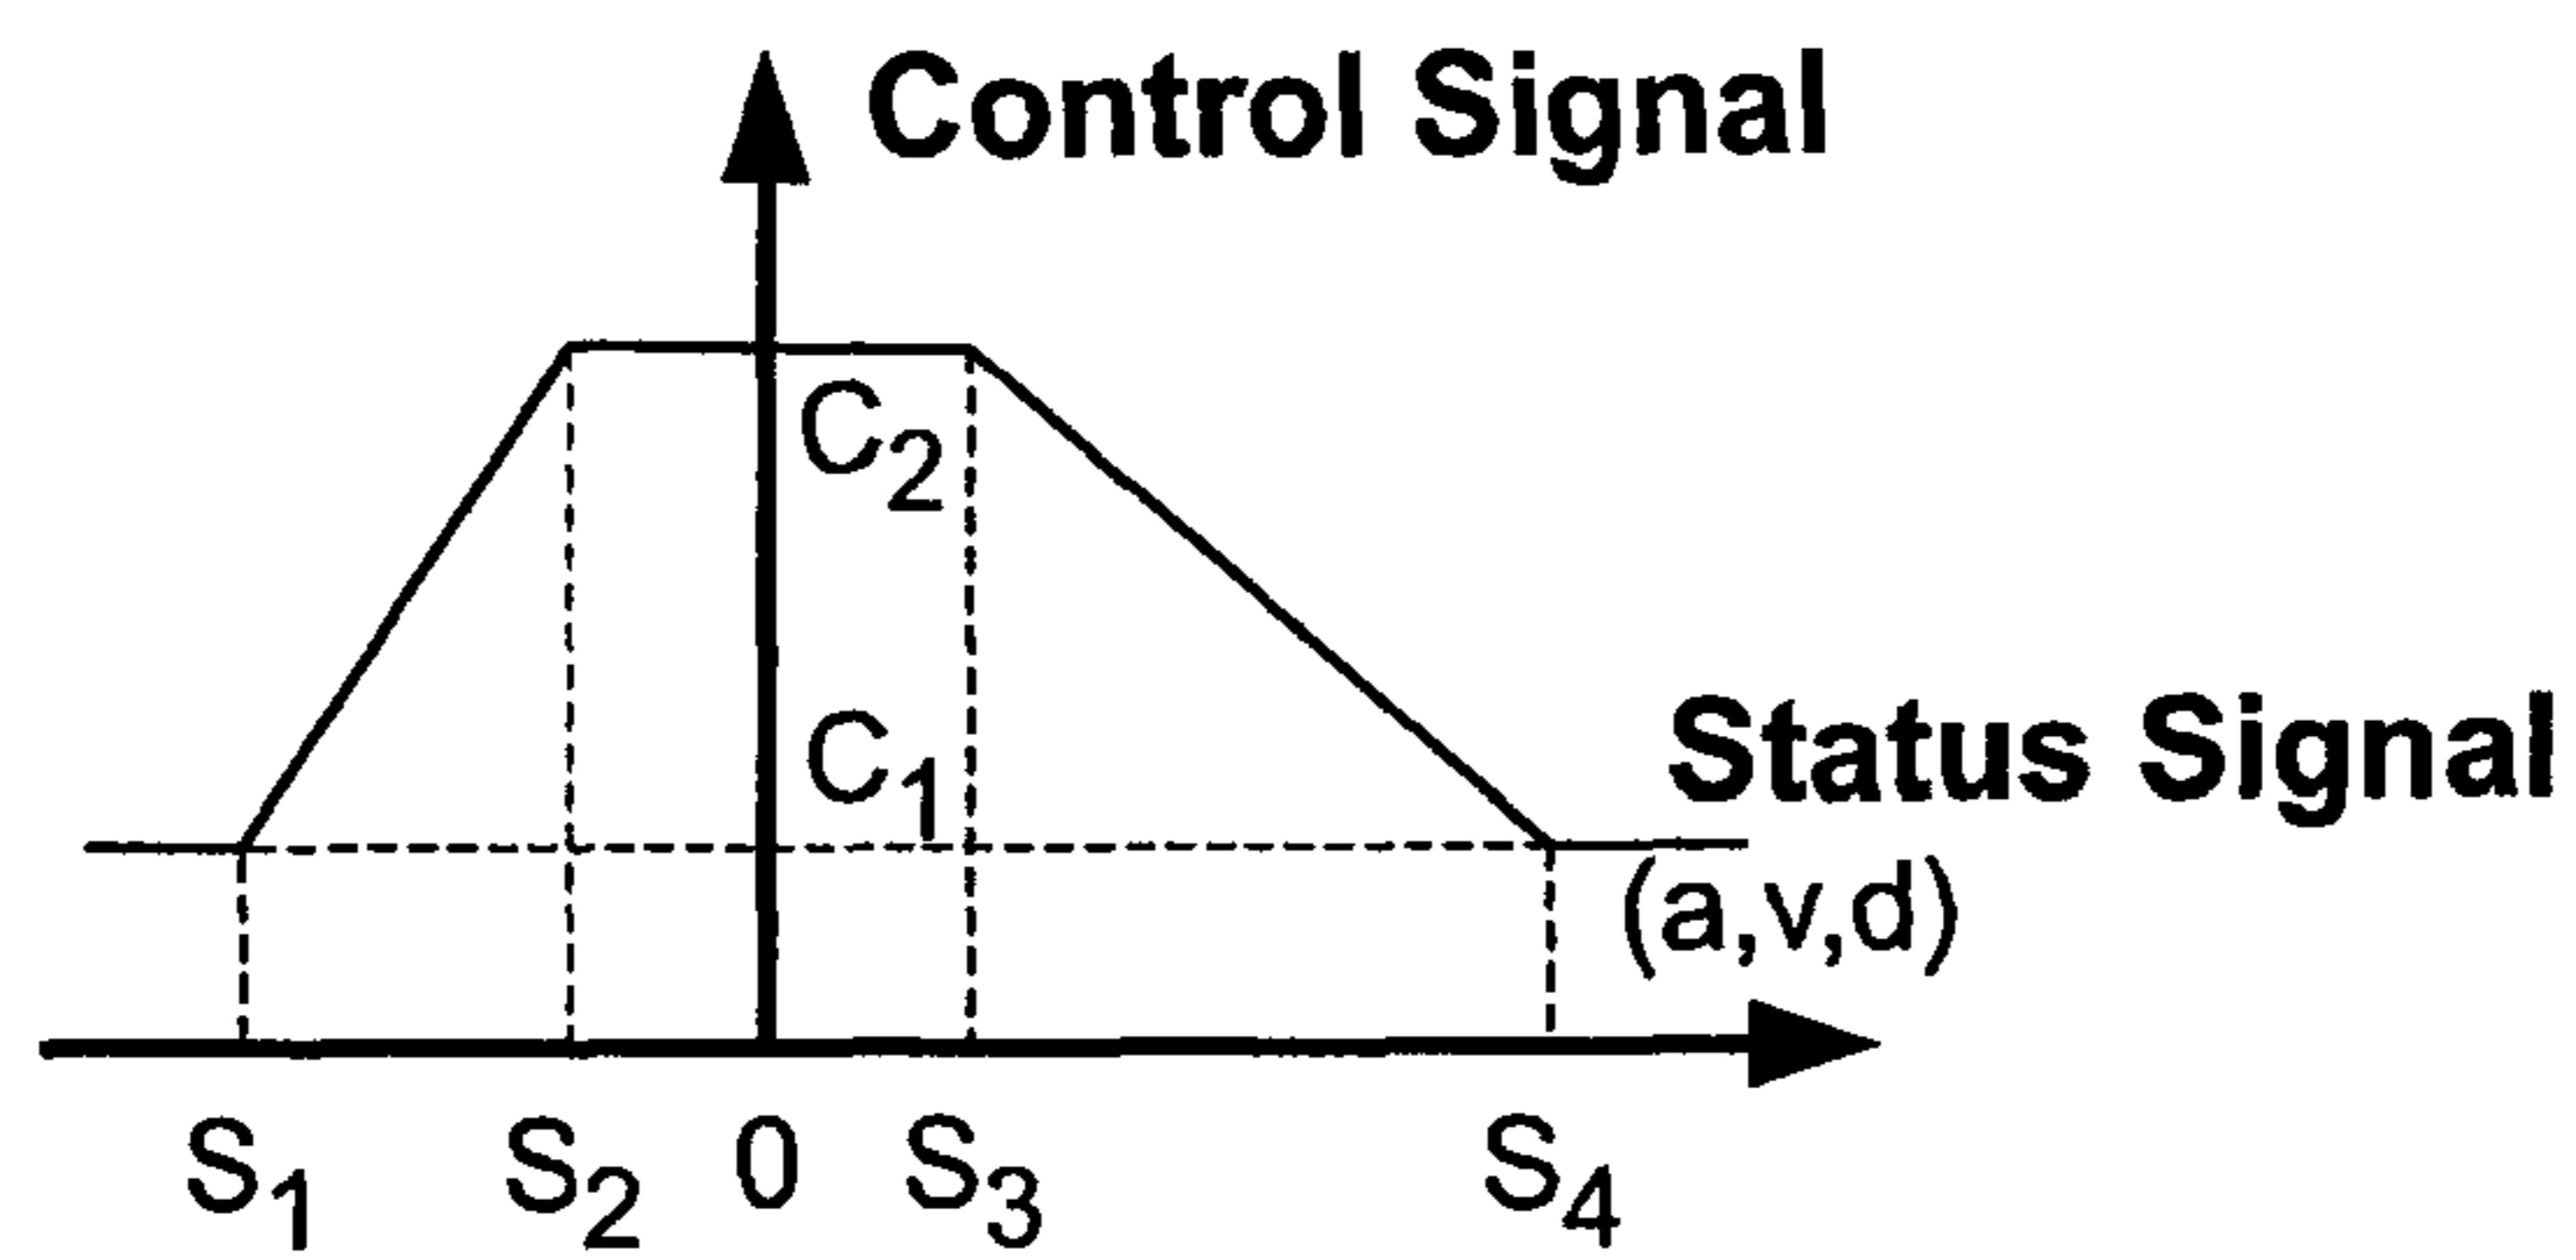 Control Signal
C₂
C₁
Status Signal
(a,v,d)
S₁ S₂ 0 S₃ S₄